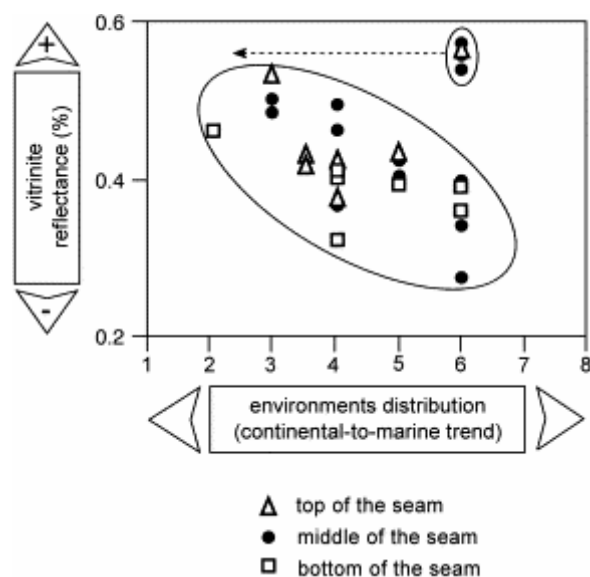 +
vitrinite
reflectance (%)
-
0.6
0.4
0.2
1 2 3 4 5 6 7 8
environments distribution
(continental-to-marine trend)
top of the seam
middle of the seam
bottom of the seam